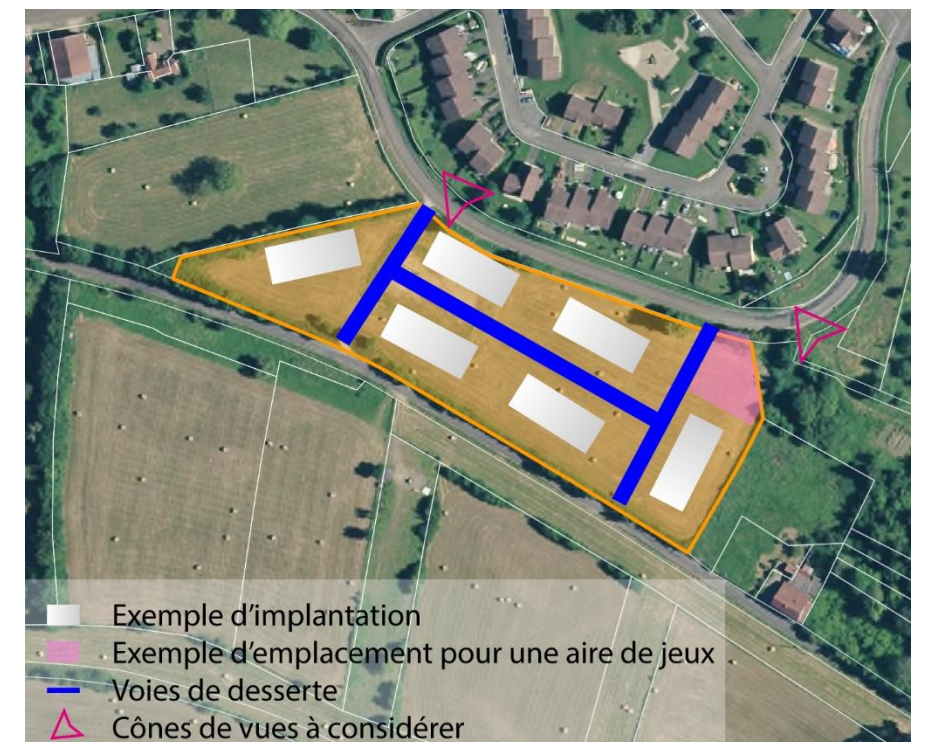 Exemple d'implantation
Exemple d'emplacement pour une aire de jeux
Voies de desserte
Cônes de vues à considérer